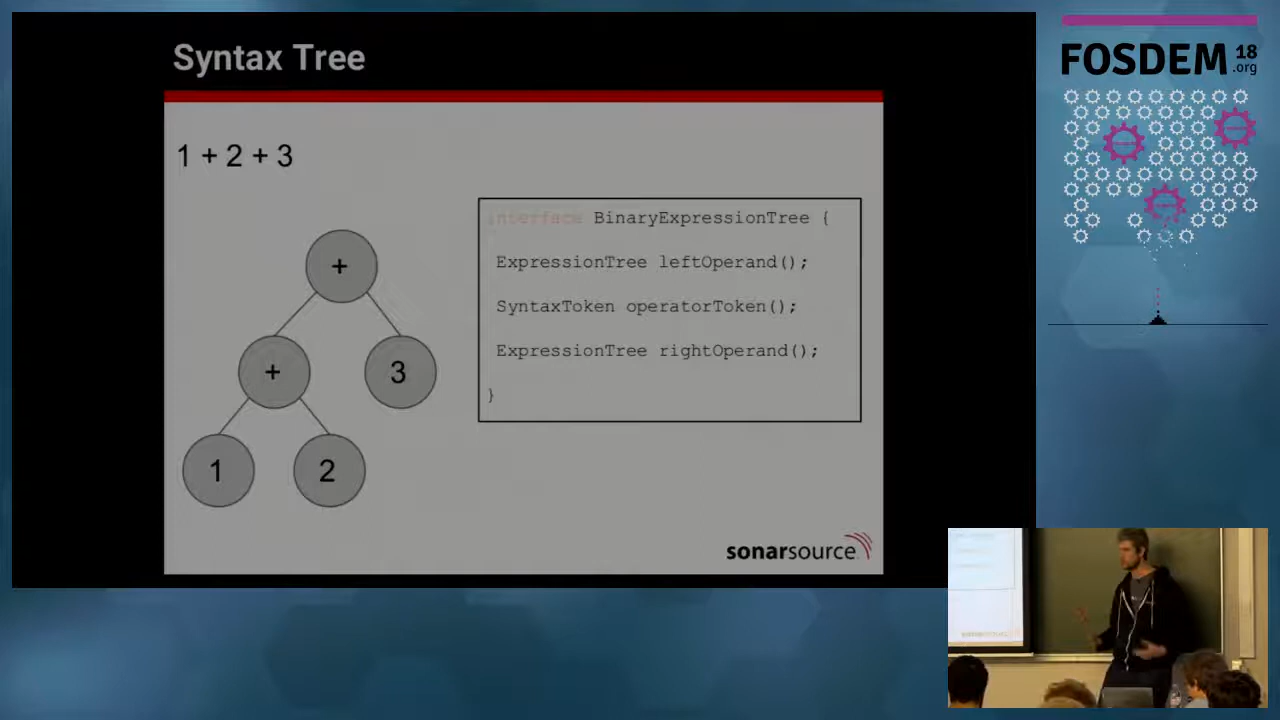 Syntax Tree
1 + 2 + 3
+
+
3
1
2
interface BinaryExpressionTree {
ExpressionTree leftOperand();
SyntaxToken operatorToken();
ExpressionTree rightOperand();
}
sonarsource
FOSDEM 18
.org